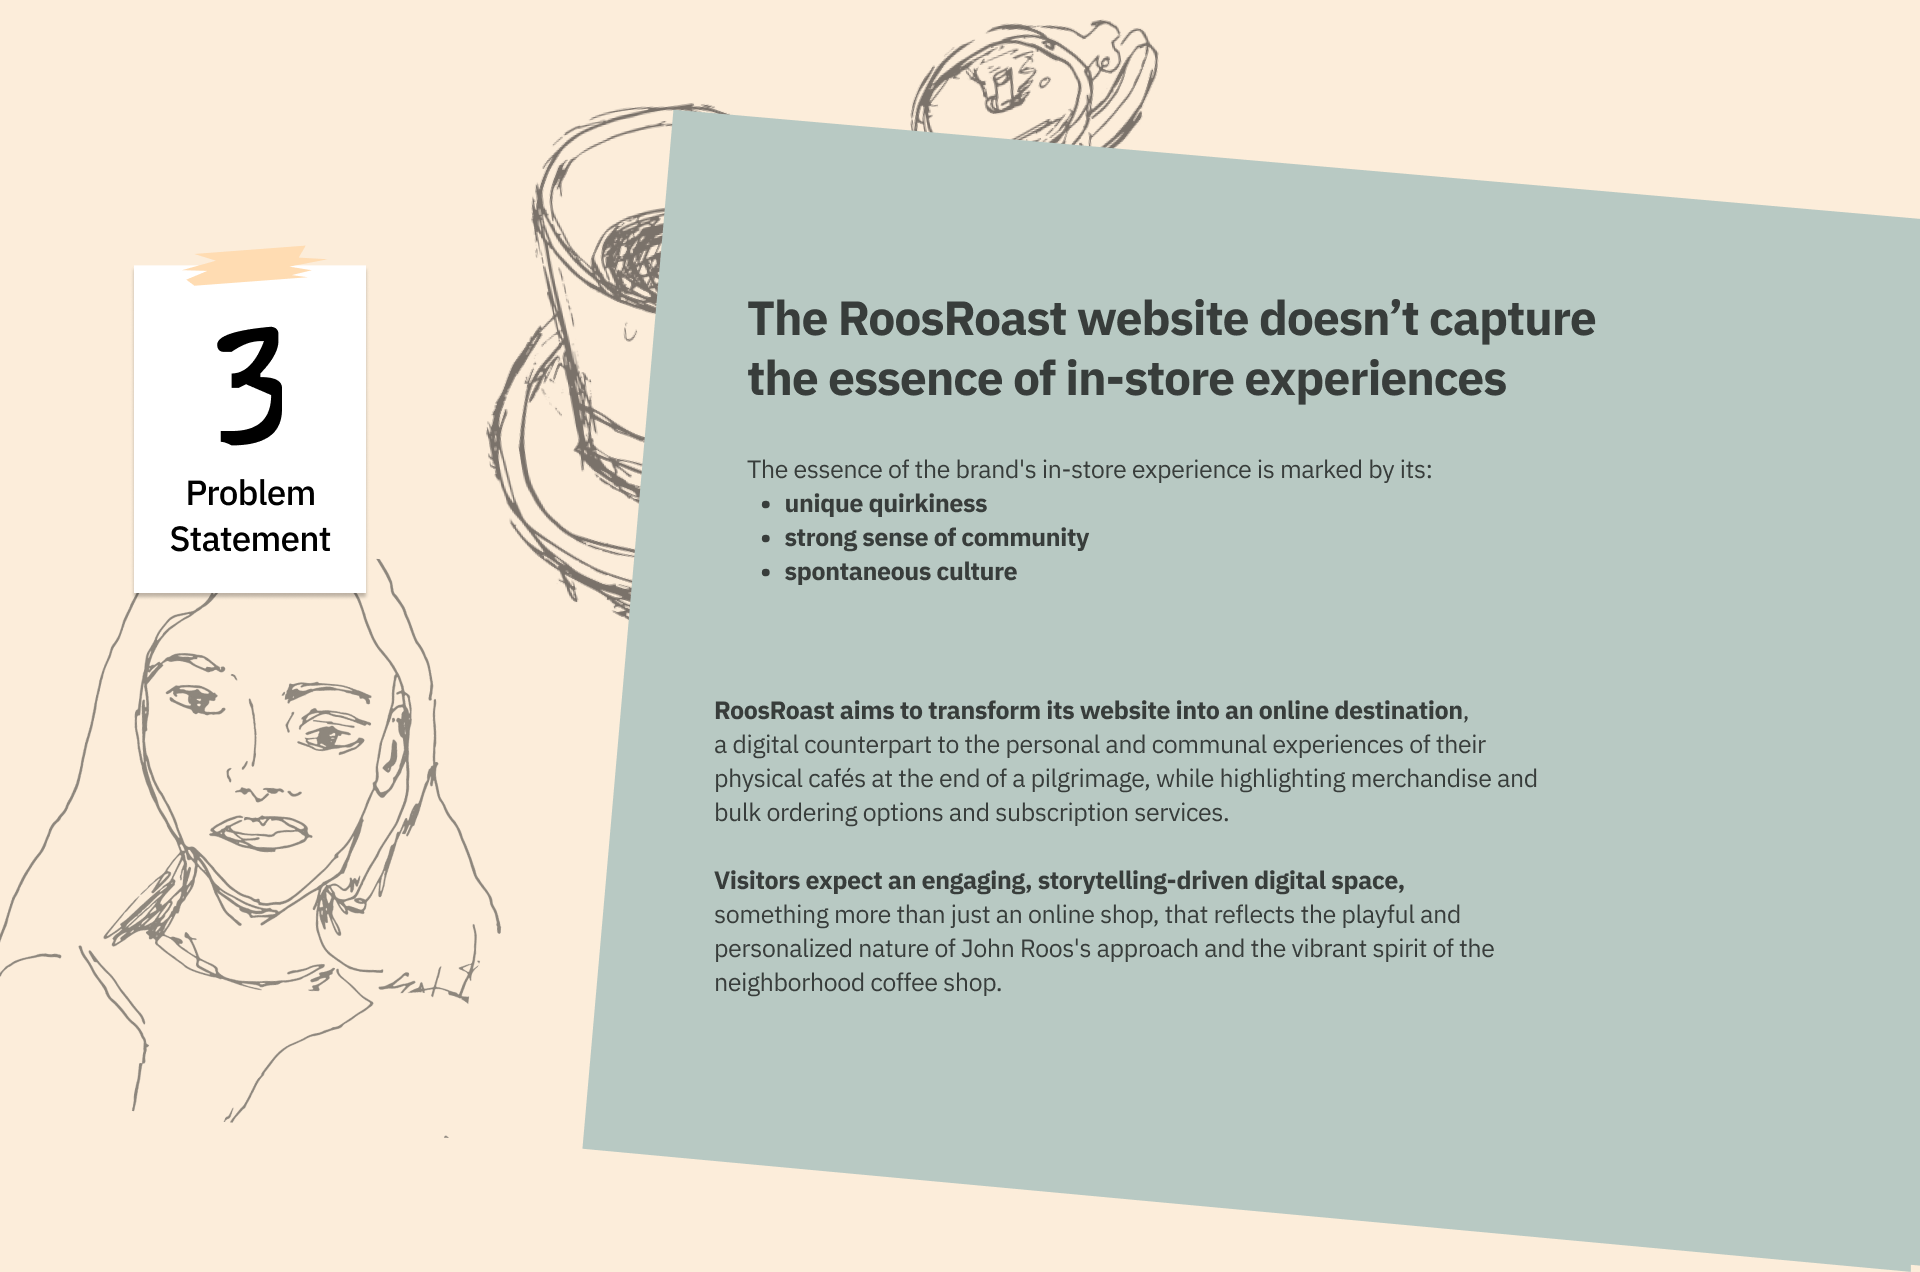 3
Problem
Statement
The RoosRoast website doesn’t capture
the essence of in-store experiences
The essence of the brand's in-store experience is marked by its:
• unique quirkiness
• strong sense of community
• spontaneous culture
RoosRoast aims to transform its website into an online destination,
a digital counterpart to the personal and communal experiences of their
physical cafés at the end of a pilgrimage, while highlighting merchandise and
bulk ordering options and subscription services.
Visitors expect an engaging, storytelling-driven digital space,
something more than just an online shop, that reflects the playful and
personalized nature of John Roos's approach and the vibrant spirit of the
neighborhood coffee shop.